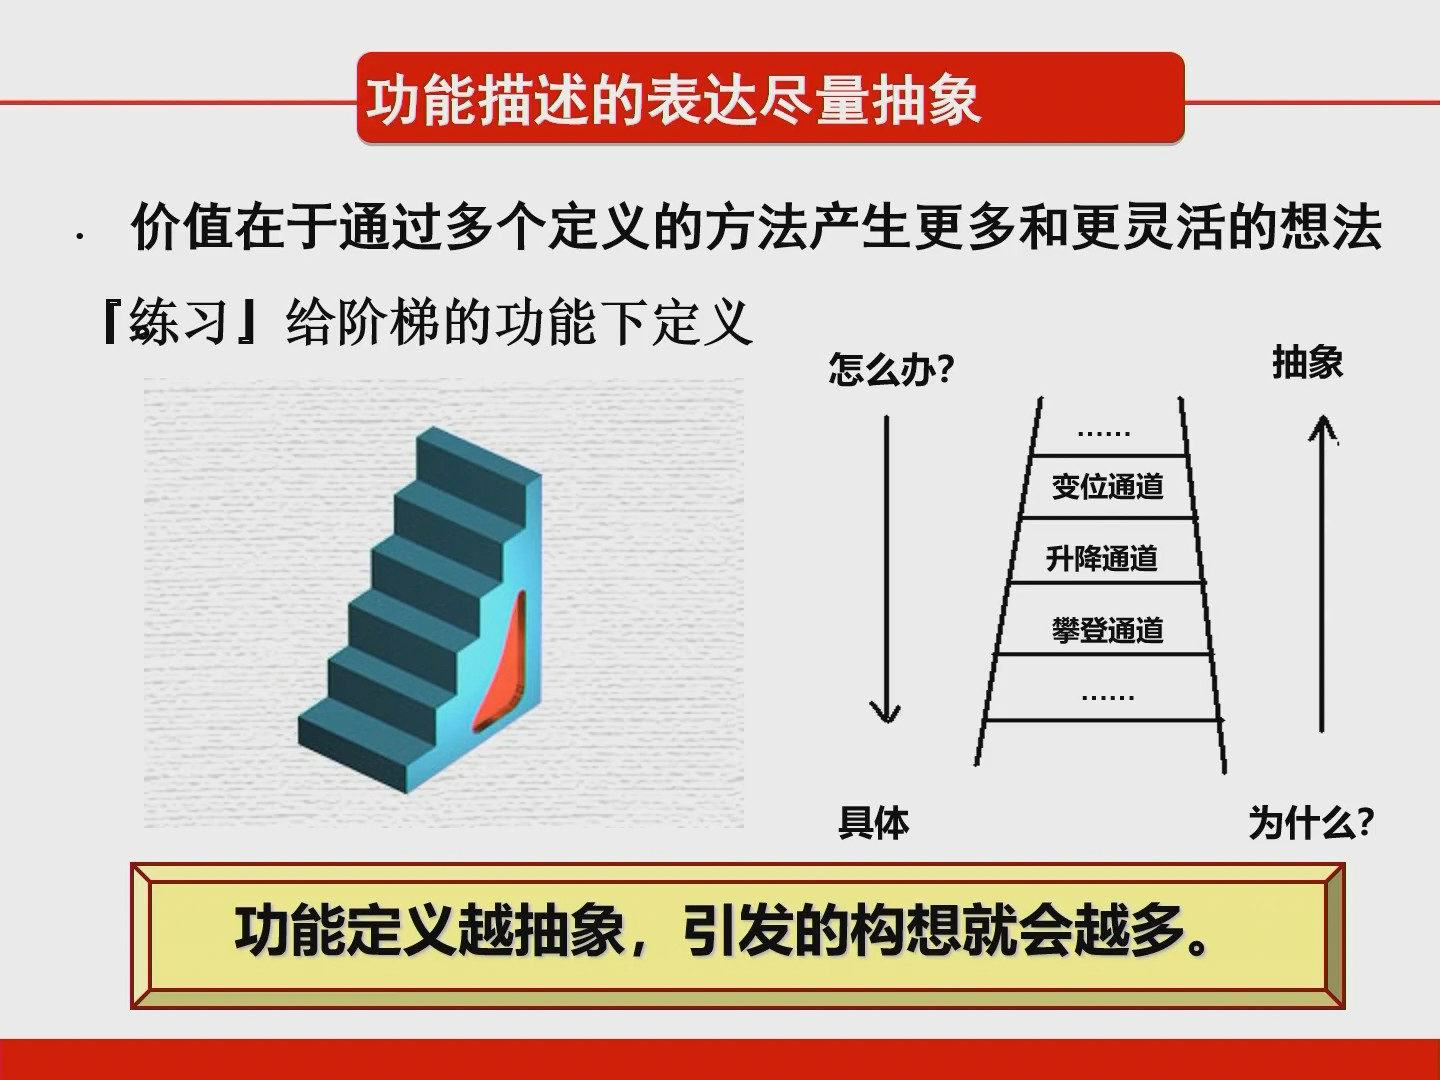 功能描述的表达尽量抽象
· 价值在于通过多个定义的方法产生更多和更灵活的想法。
『练习』给阶梯的功能下定义
怎么办?
抽象
……
变位通道
升降通道
攀登通道
……
具体
为什么?
功能定义越抽象，引发的构想就会越多。